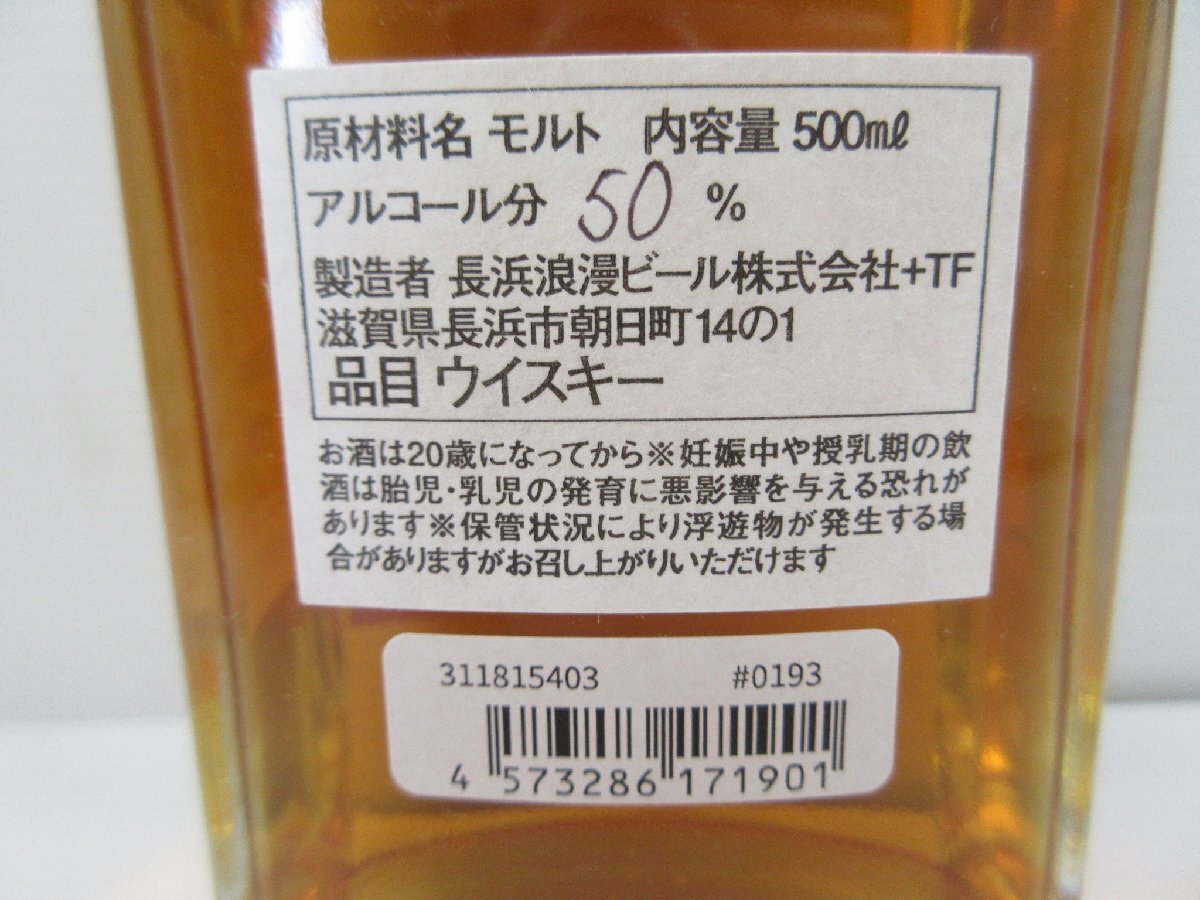 原材料名 モルト 内容量 500ml
アルコール分 50 %
製造者 長浜浪漫ビール株式会社+TF
滋賀県長浜市朝日町14の1
品目 ウイスキー
お酒は20歳になってから※妊娠中や授乳期の飲
酒は胎児・乳児の発育に悪影響を与える恐れが
あります※保管状況により浮遊物が発生する場
合がありますがお召し上がりいただけます
311815403 #0193
4 573286 171901